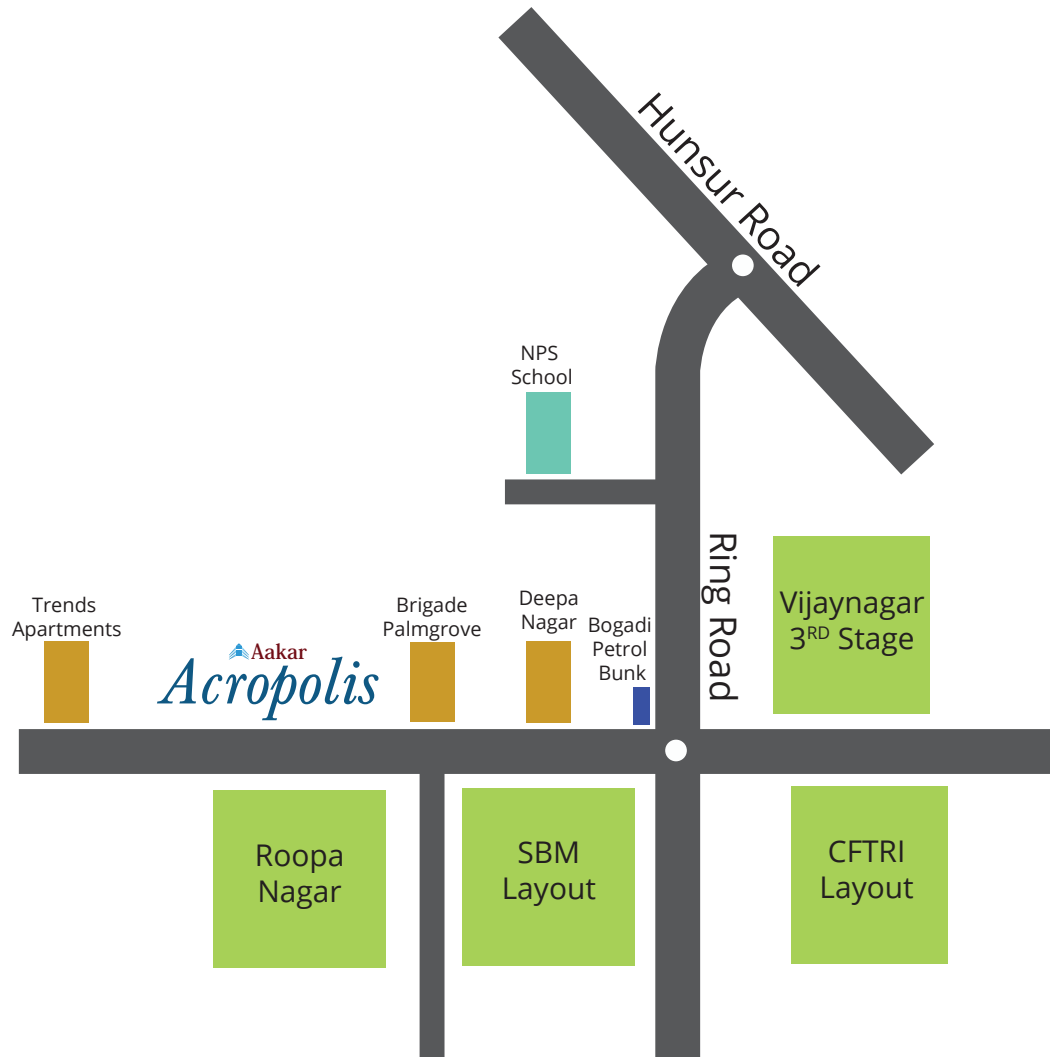 Hunsur Road
NPS
School
Ring Road
Vijaynagar
3RD Stage
Trends
Apartments
Aakar
Acropolis
Brigade
Palmgrove
Deepa
Nagar
Bogadi
Petrol
Bunk
Roopa
Nagar
SBM
Layout
CFTRI
Layout